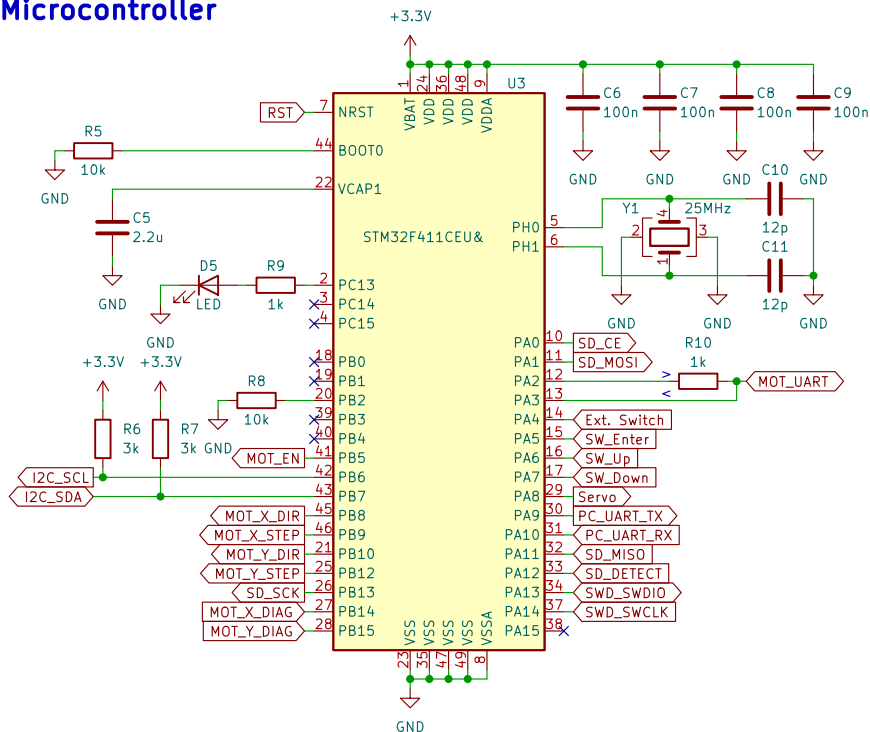 Microcontroller
+3.3V
U3
1 24 36 48 9
VBAT VDD VDD VDD VDDA
C6 100n
C7 100n
C8 100n
C9 100n
GND GND GND GND
RST 7 NRST
R5 10k 44 BOOT0
GND
22 VCAP1
C5 2.2u
GND
STM32F411CEU&
5 PH0
6 PH1
Y1 25MHz
4 2 3 1
C10 12p
C11 12p
GND GND GND
D5 LED
R9 1k
GND
2 PC13
3 PC14
4 PC15
18 PB0
19 PB1
20 PB2
39 PB3
40 PB4
R8 10k
GND
+3.3V +3.3V
R6 3k
R7 3k
MOT_EN 41 PB5
I2C_SCL 42 PB6
I2C_SDA 43 PB7
MOT_X_DIR 45 PB8
MOT_X_STEP 46 PB9
MOT_Y_DIR 21 PB10
MOT_Y_STEP 25 PB12
SD_SCK 26 PB13
MOT_X_DIAG 27 PB14
MOT_Y_DIAG 28 PB15
PA0 10 SD_CE
PA1 11 SD_MOSI
PA2 12 >
R10 1k
MOT_UART
PA3 13 <
PA4 14 Ext. Switch
PA5 15 SW_Enter
PA6 16 SW_Up
PA7 17 SW_Down
PA8 29 Servo
PA9 30 PC_UART_TX
PA10 31 PC_UART_RX
PA11 32 SD_MISO
PA12 33 SD_DETECT
PA13 34 SWD_SWDIO
PA14 37 SWD_SWCLK
PA15 38
VSS VSS VSS VSS VSSA
23 35 47 49 8
GND